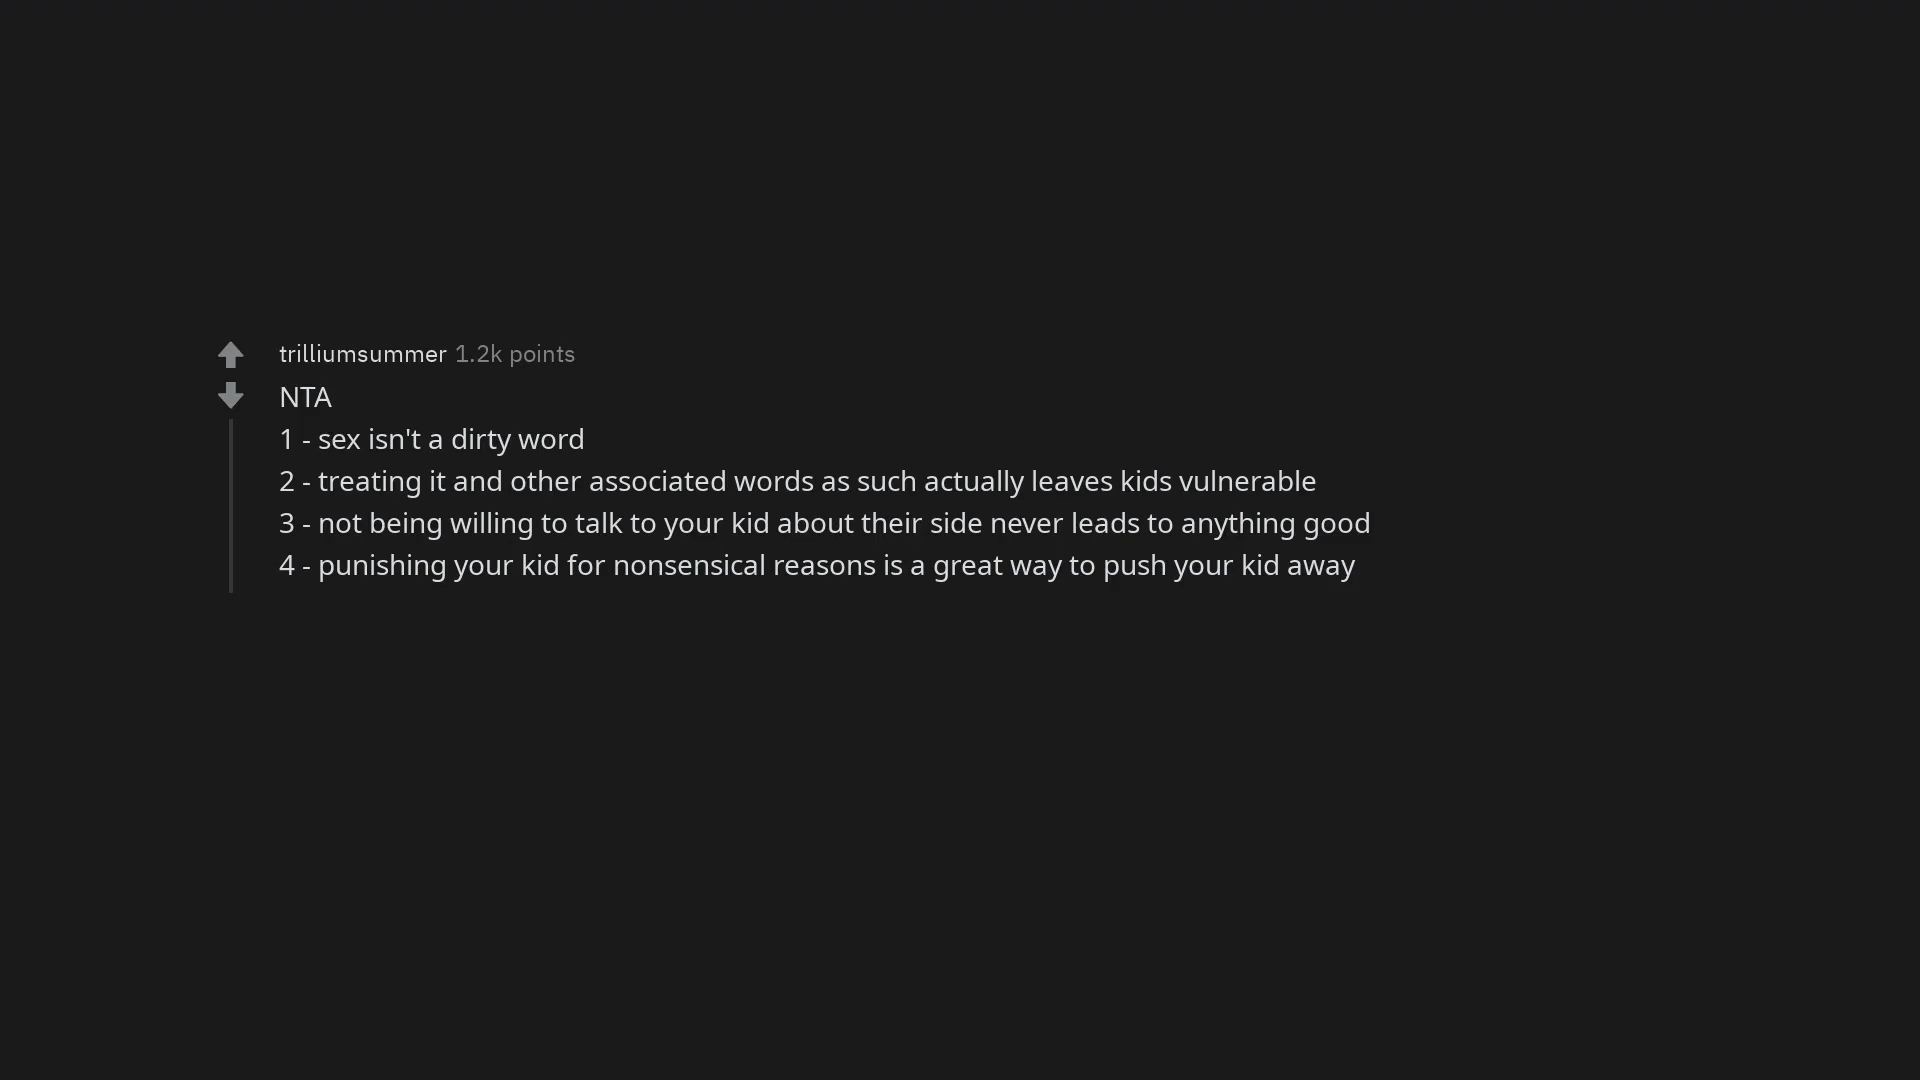 trilliumsummer 1.2k points
NTA
1 - sex isn't a dirty word
2 - treating it and other associated words as such actually leaves kids vulnerable
3 - not being willing to talk to your kid about their side never leads to anything good
4 - punishing your kid for nonsensical reasons is a great way to push your kid away